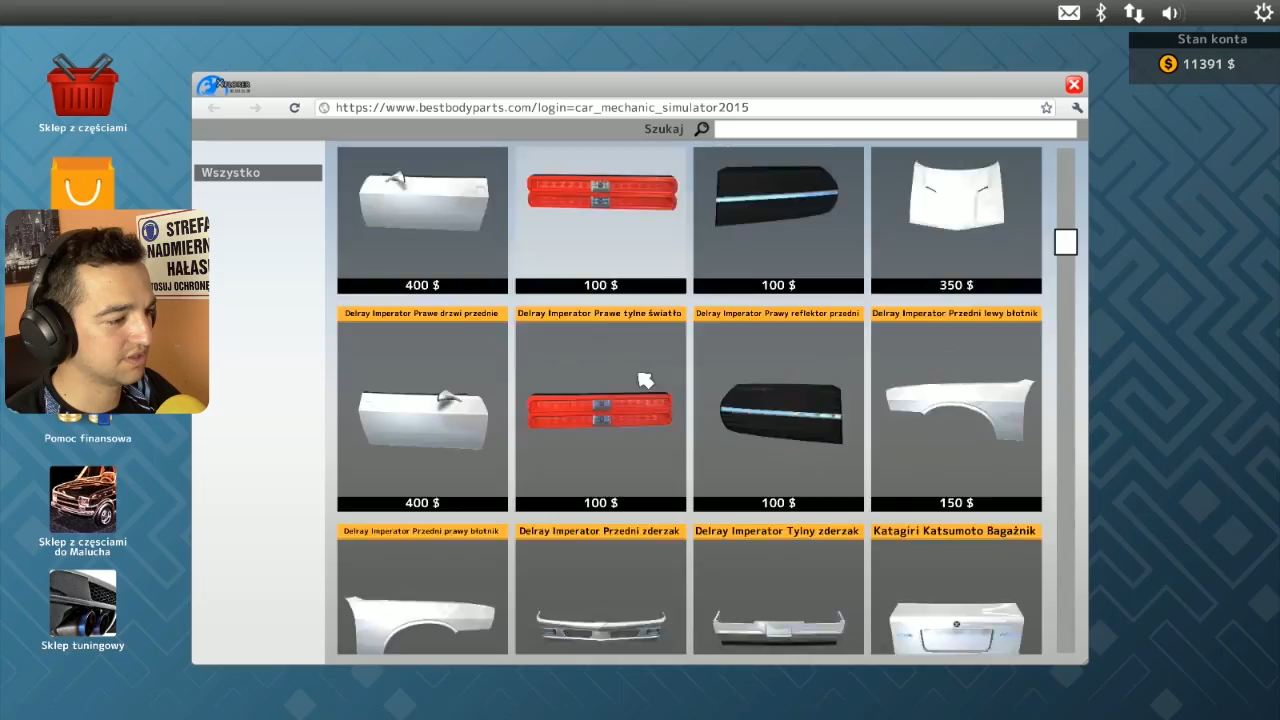 Stan konta
11391 $
Sklep z częściami
https://www.bestbodyparts.com/login=car_mechanic_simulator2015
Szukaj
Wszystko
400 $
100 $
100 $
350 $
STREFA
NADMIERN
HAŁAS
STOSUJ OCHRONE
Delray Imperator Prawe drzwi przednie
Delray Imperator Prawe tylne światło
Delray Imperator Prawy reflektor przedni
Delray Imperator Przedni lewy błotnik
400 $
100 $
100 $
150 $
Pomoc finansowa
Sklep z częsciami
do Malucha
Sklep tuningowy
Delray Imperator Przedni prawy błotnik
Delray Imperator Przedni zderzak
Delray Imperator Tylny zderzak
Katagiri Katsumoto Bagażnik